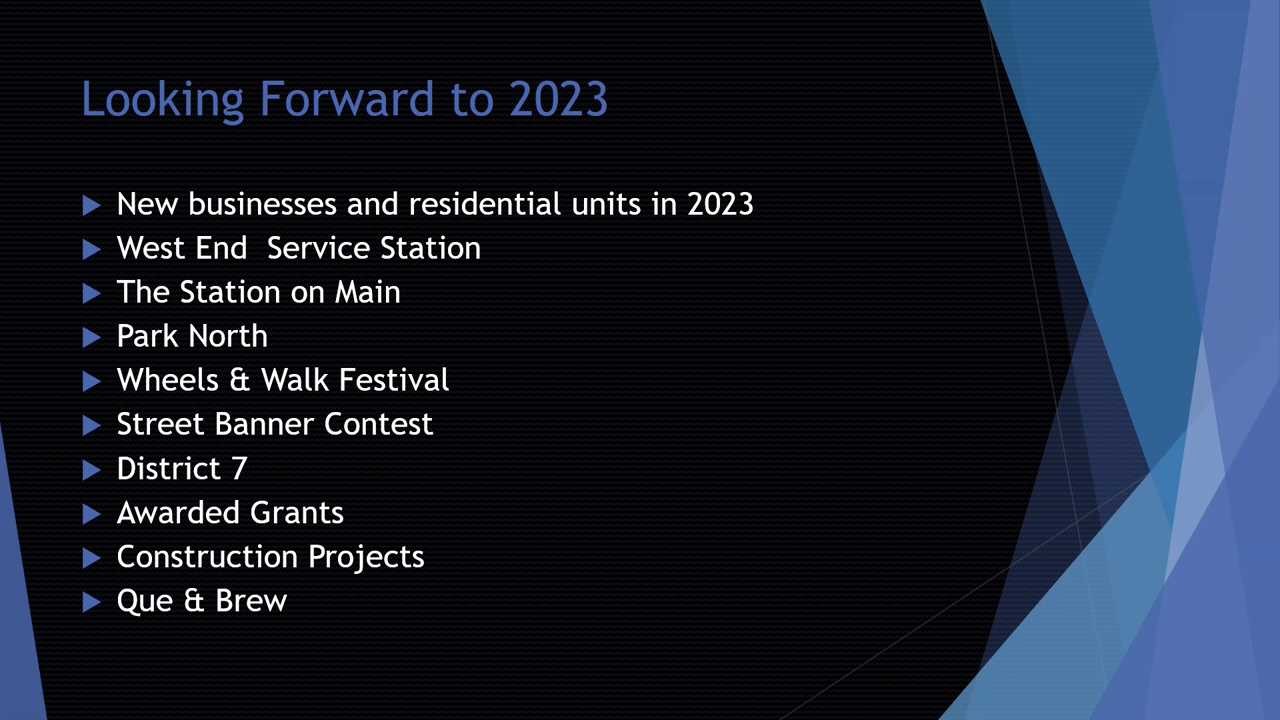 Looking Forward to 2023
New businesses and residential units in 2023
West End  Service Station
The Station on Main
Park North
Wheels & Walk Festival
Street Banner Contest
District 7
Awarded Grants
Construction Projects
Que & Brew